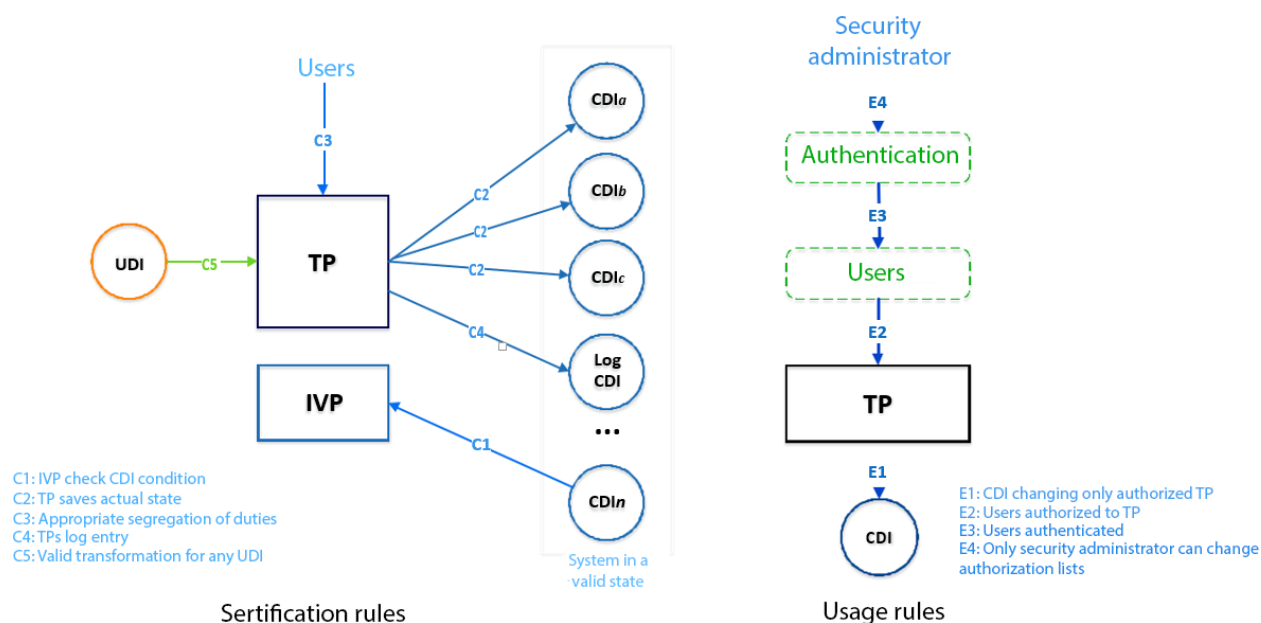 Users
C3
UDI
C5
TP
C2
C2
C2
C4
CDIa
CDIb
CDIc
Log
CDI
...
IVP
C1
CDIn
System in a
valid state
C1: IVP check CDI condition
C2: TP saves actual state
C3: Appropriate segregation of duties
C4: TPs log entry
C5: Valid transformation for any UDI
Sertification rules
Security
administrator
E4
Authentication
E3
Users
E2
TP
E1
CDI
E1: CDI changing only authorized TP
E2: Users authorized to TP
E3: Users authenticated
E4: Only security administrator can change
authorization lists
Usage rules